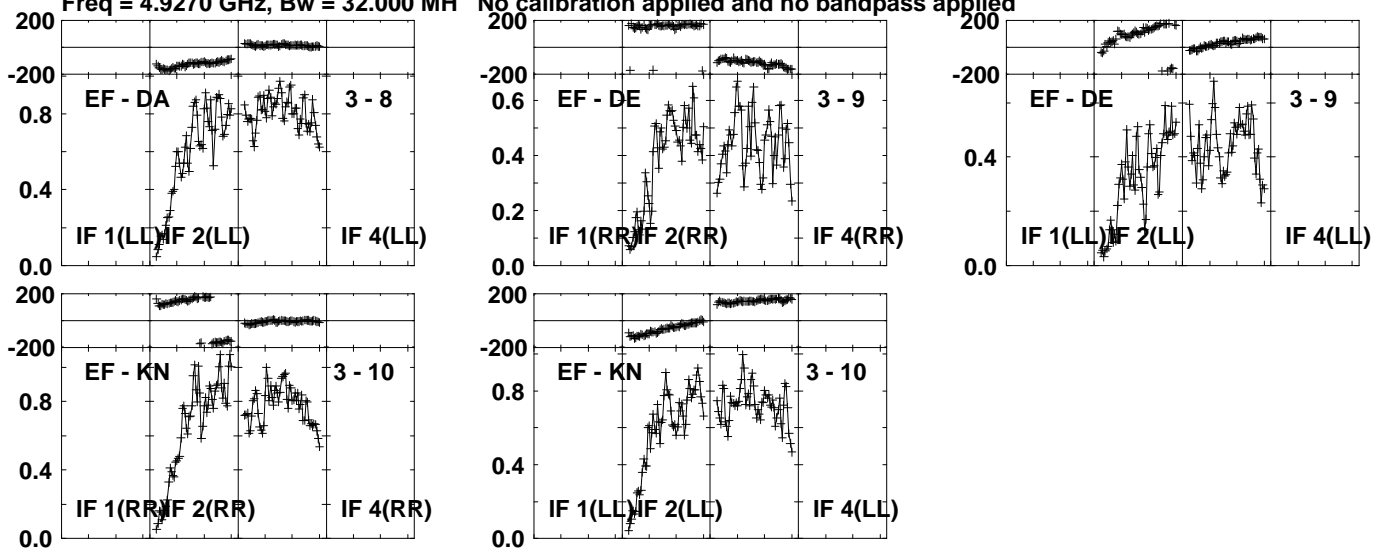 Freq = 4.9270 GHz, Bw = 32.000 MH No calibration applied and no bandpass applied
200
-200
EF - DA 3 - 8
0.8
0.4
0.0
IF 1(LL) IF 2(LL) IF 4(LL)
EF - DE 3 - 9
0.6
0.4
0.2
0.0
IF 1(RR) IF 2(RR) IF 4(RR)
200
-200
EF - DE 3 - 9
0.4
0.0
IF 1(LL) IF 2(LL) IF 4(LL)
200
-200
EF - KN 3 - 10
0.8
0.4
0.0
IF 1(RR) IF 2(RR) IF 4(RR)
200
-200
EF - KN 3 - 10
0.8
0.4
0.0
IF 1(LL) IF 2(LL) IF 4(LL)
200
-200